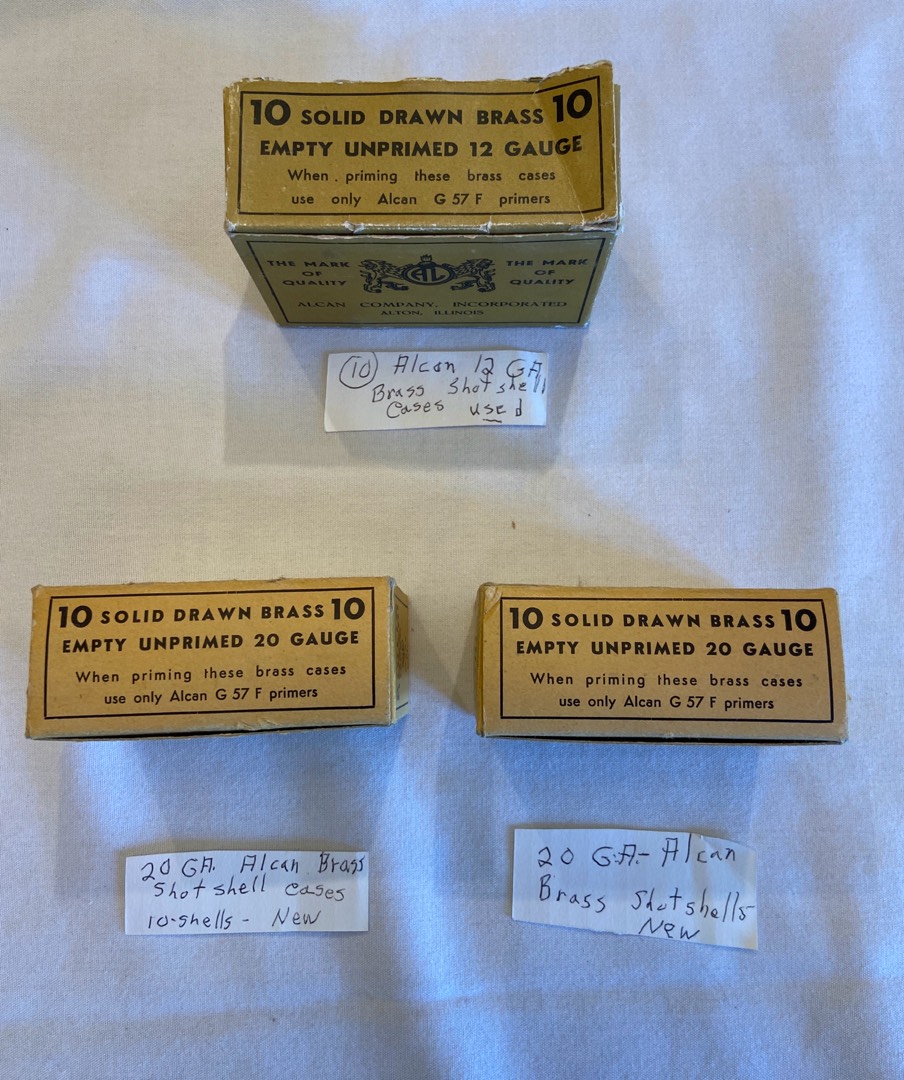 10 SOLID DRAWN BRASS 10
EMPTY UNPRIMED 12 GAUGE
When priming these brass cases
use only Alcan G 57 F primers
THE MARK OF QUALITY
AL
THE MARK OF QUALITY
ALCAN COMPANY, INCORPORATED
ALTON, ILLINOIS
10 Alcan 12 GA
Brass Shotshell
Cases used
10 SOLID DRAWN BRASS 10
EMPTY UNPRIMED 20 GAUGE
When priming these brass cases
use only Alcan G 57 F primers
10 SOLID DRAWN BRASS 10
EMPTY UNPRIMED 20 GAUGE
When priming these brass cases
use only Alcan G 57 F primers
20 GA. Alcan Brass
Shotshell Cases
10-shells- New
20 G.A.- Alcan
Brass Shotshells
New